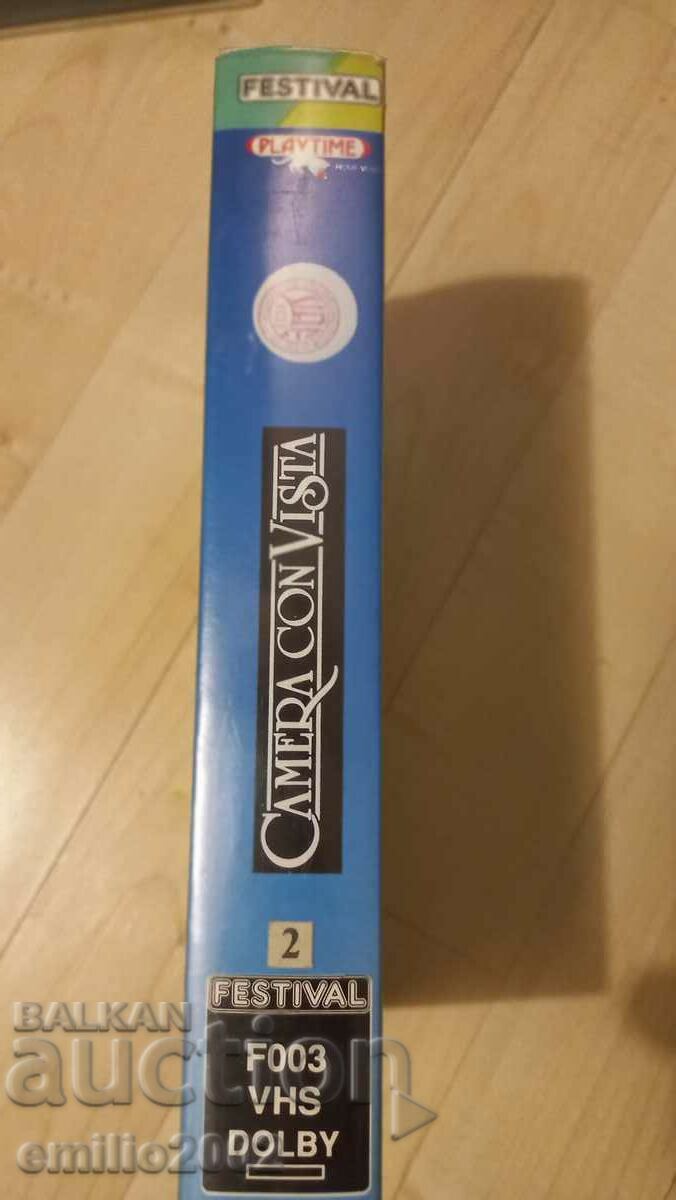 FESTIVAL
PLAYTIME
CAMERA CON VISTA
2
FESTIVAL
F003
VHS
DOLBY
BALKAN
auction
emilio2002